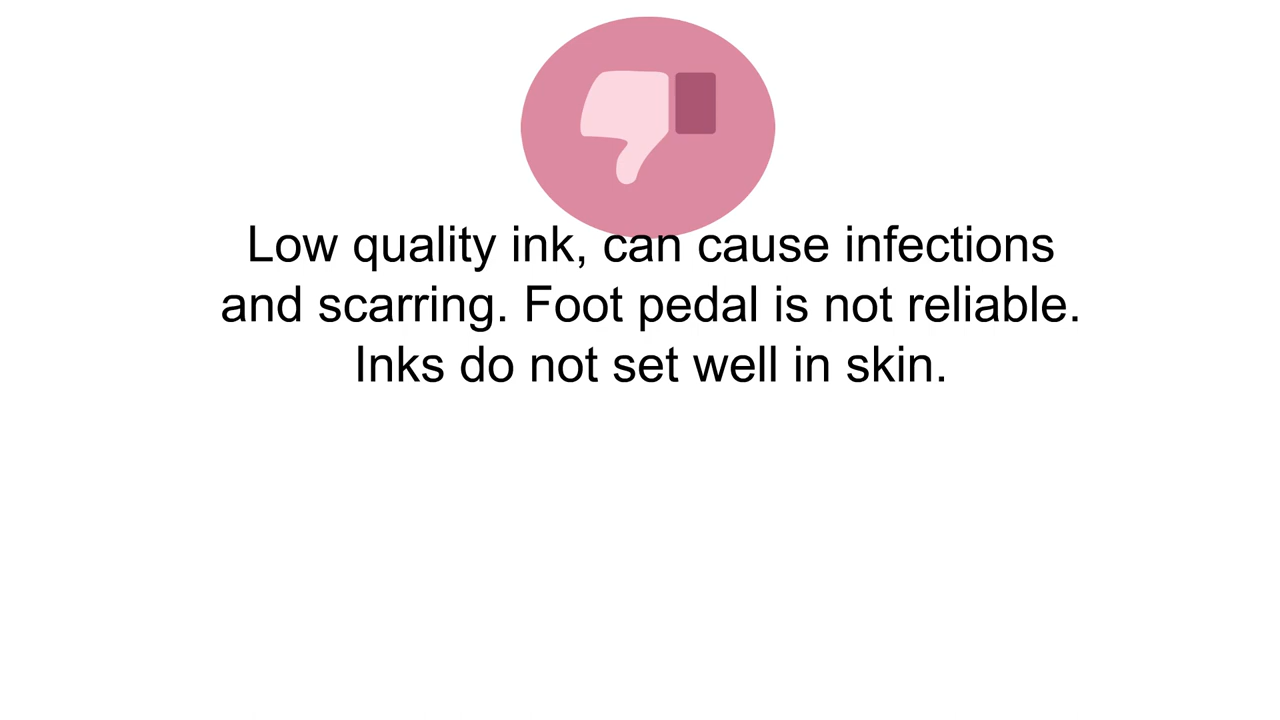 Low quality ink, can cause infections
and scarring. Foot pedal is not reliable.
Inks do not set well in skin.